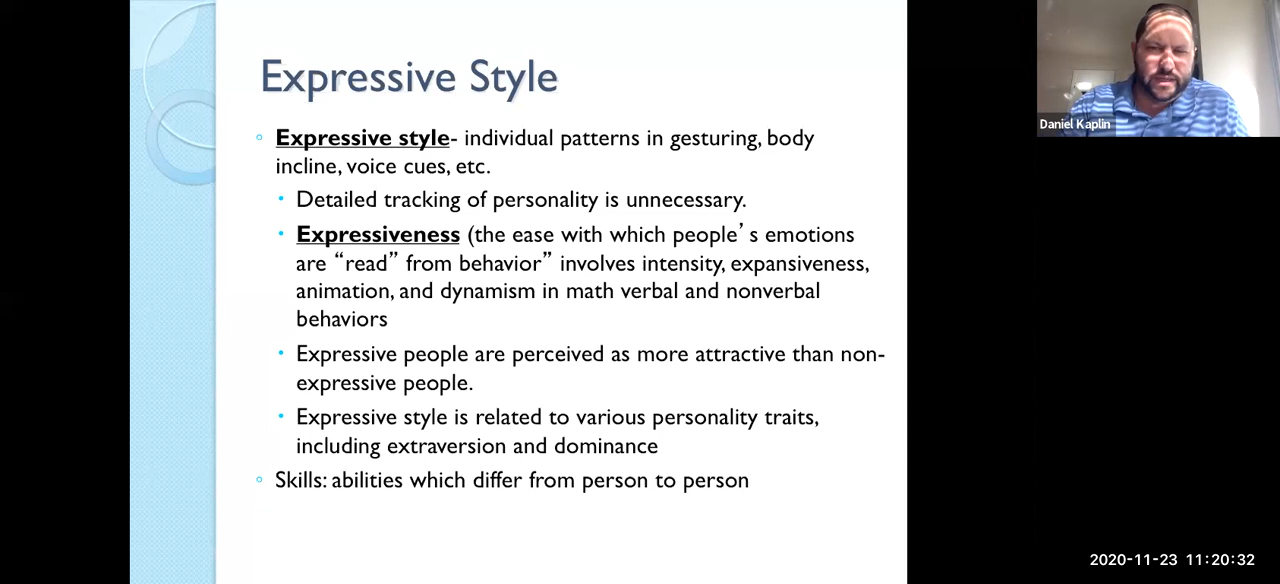 Expressive Style
Expressive style- individual patterns in gesturing, body
incline, voice cues, etc.
Detailed tracking of personality is unnecessary.
Expressiveness (the ease with which people’s emotions
are “read” from behavior” involves intensity, expansiveness,
animation, and dynamism in math verbal and nonverbal
behaviors
Expressive people are perceived as more attractive than non-
expressive people.
Expressive style is related to various personality traits,
including extraversion and dominance
Skills: abilities which differ from person to person
Daniel Kaplin
2020-11-23 11:20:32